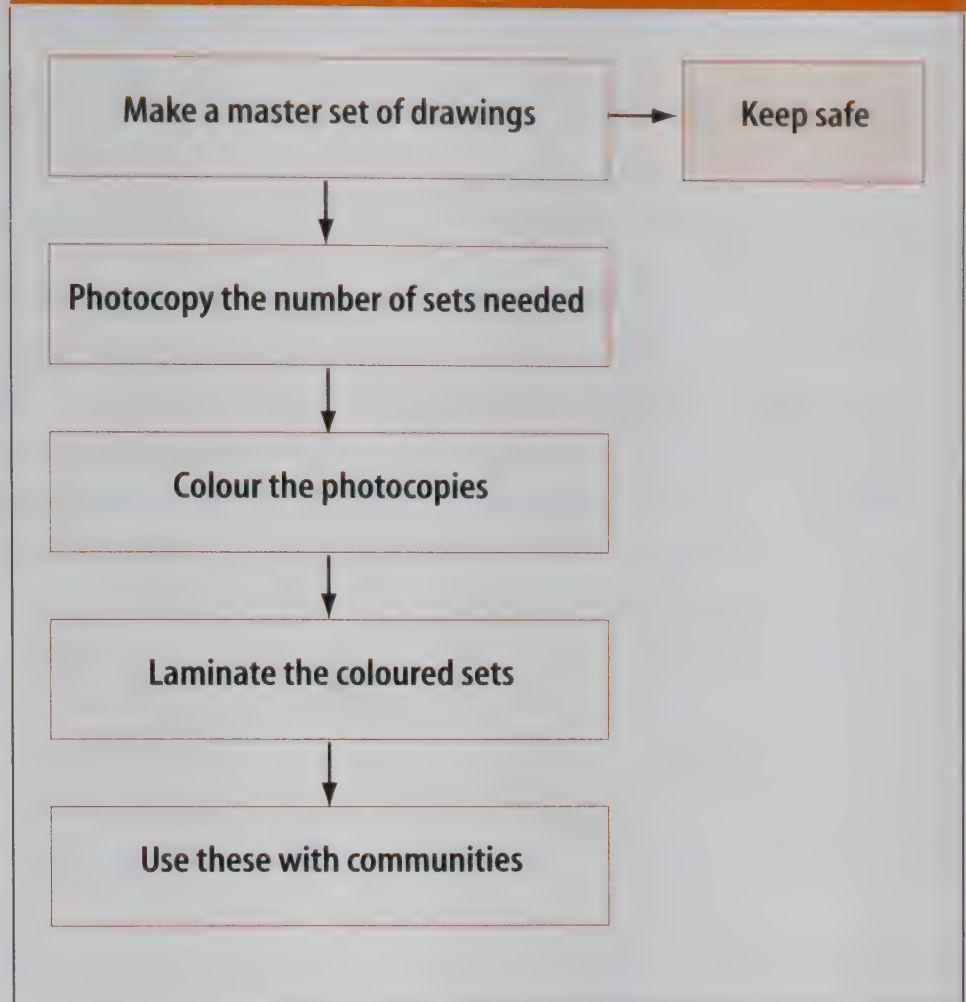 Make a master set of drawings
Keep safe
Photocopy the number of sets needed
Colour the photocopies
Laminate the coloured sets
Use these with communities